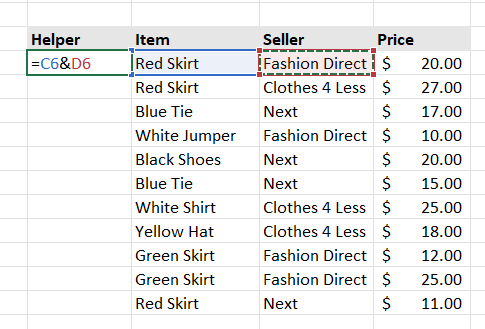 Helper Item Seller Price
=C6&D6 Red Skirt Fashion Direct $ 20.00
Red Skirt Clothes 4 Less $ 27.00
Blue Tie Next $ 17.00
White Jumper Fashion Direct $ 10.00
Black Shoes Next $ 20.00
Blue Tie Next $ 15.00
White Shirt Clothes 4 Less $ 25.00
Yellow Hat Clothes 4 Less $ 18.00
Green Skirt Fashion Direct $ 12.00
Green Skirt Fashion Direct $ 25.00
Red Skirt Next $ 11.00